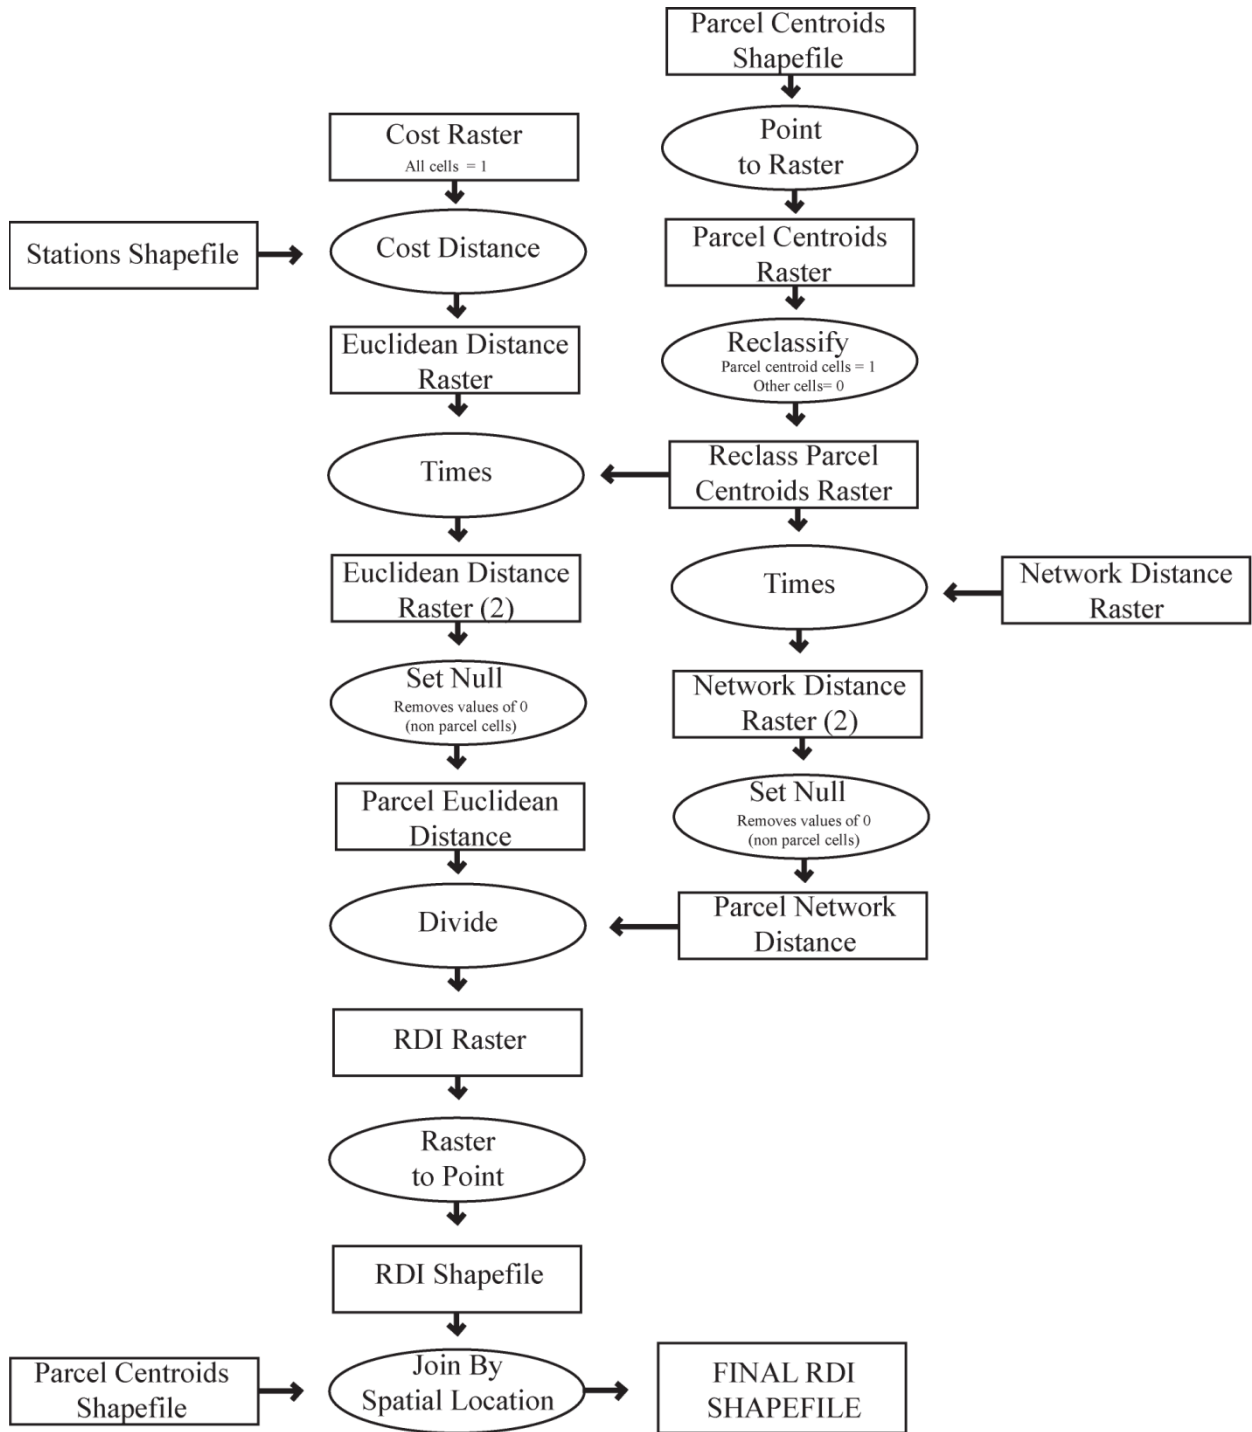 Parcel Centroids
Shapefile
Point
to Raster
Cost Raster
All cells = 1
Stations Shapefile
Cost Distance
Parcel Centroids
Raster
Euclidean Distance
Raster
Reclassify
Parcel centroid cells = 1
Other cells= 0
Times
Reclass Parcel
Centroids Raster
Euclidean Distance
Raster (2)
Times
Network Distance
Raster
Set Null
Removes values of 0
(non parcel cells)
Network Distance
Raster (2)
Parcel Euclidean
Distance
Set Null
Removes values of 0
(non parcel cells)
Divide
Parcel Network
Distance
RDI Raster
Raster
to Point
RDI Shapefile
Parcel Centroids
Shapefile
Join By
Spatial Location
FINAL RDI
SHAPEFILE